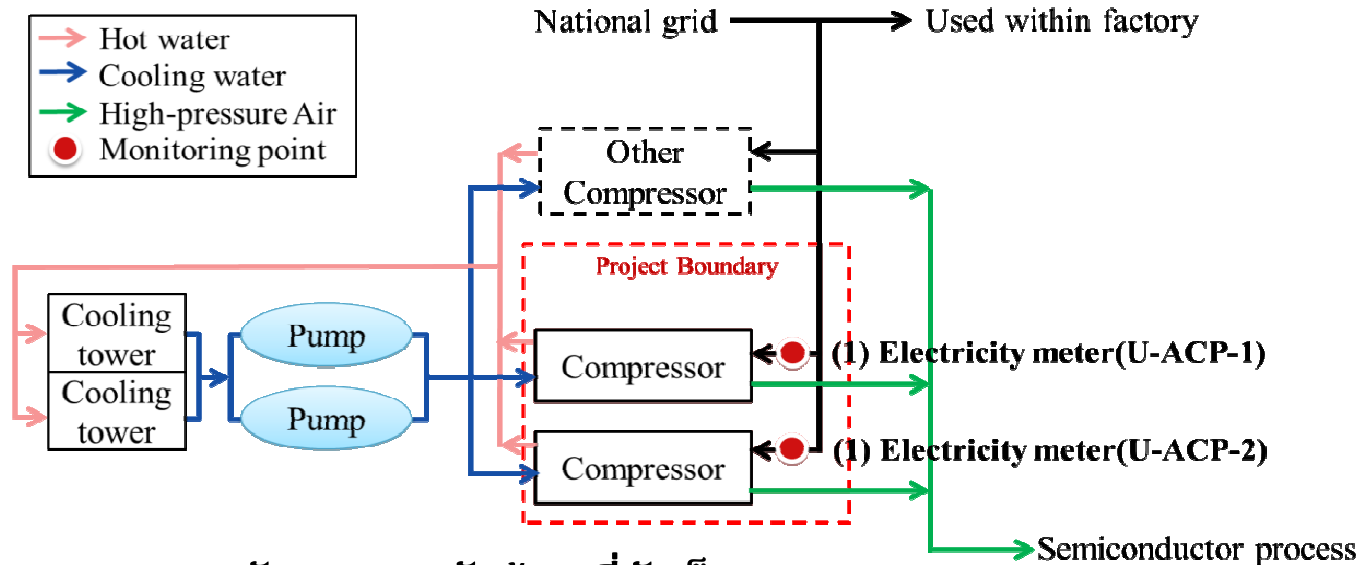 National grid
Used within factory
Hot water
Cooling water
High-pressure Air
Monitoring point
Other
Compressor
Project Boundary
Cooling
tower
Cooling
tower
Pump
Pump
Compressor
(1) Electricity meter(U-ACP-1)
Compressor
(1) Electricity meter(U-ACP-2)
Semiconductor process